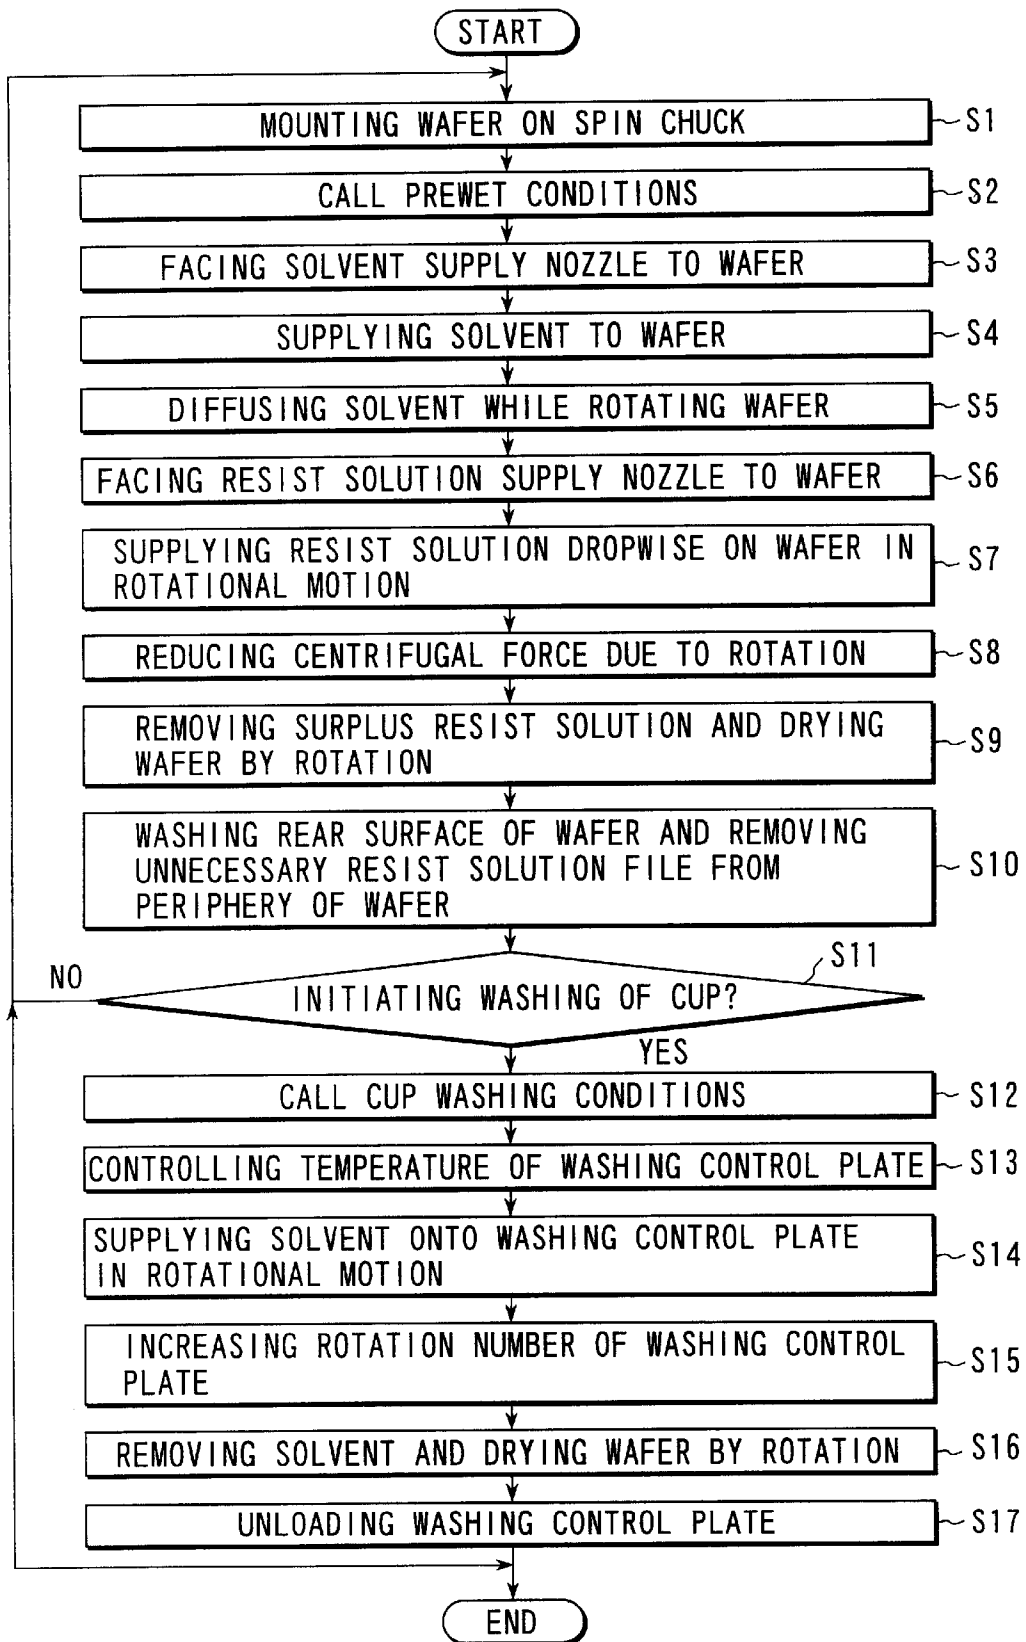 START
MOUNTING WAFER ON SPIN CHUCK
S1
CALL PREWET CONDITIONS
S2
FACING SOLVENT SUPPLY NOZZLE TO WAFER
S3
SUPPLYING SOLVENT TO WAFER
S4
DIFFUSING SOLVENT WHILE ROTATING WAFER
S5
FACING RESIST SOLUTION SUPPLY NOZZLE TO WAFER
S6
SUPPLYING RESIST SOLUTION DROPWISE ON WAFER IN
ROTATIONAL MOTION
S7
REDUCING CENTRIFUGAL FORCE DUE TO ROTATION
S8
REMOVING SURPLUS RESIST SOLUTION AND DRYING
WAFER BY ROTATION
S9
WASHING REAR SURFACE OF WAFER AND REMOVING
UNNECESSARY RESIST SOLUTION FILE FROM
PERIPHERY OF WAFER
S10
S11
NO
INITIATING WASHING OF CUP?
YES
CALL CUP WASHING CONDITIONS
S12
CONTROLLING TEMPERATURE OF WASHING CONTROL PLATE
S13
SUPPLYING SOLVENT ONTO WASHING CONTROL PLATE
IN ROTATIONAL MOTION
S14
INCREASING ROTATION NUMBER OF WASHING CONTROL
PLATE
S15
REMOVING SOLVENT AND DRYING WAFER BY ROTATION
S16
UNLOADING WASHING CONTROL PLATE
S17
END